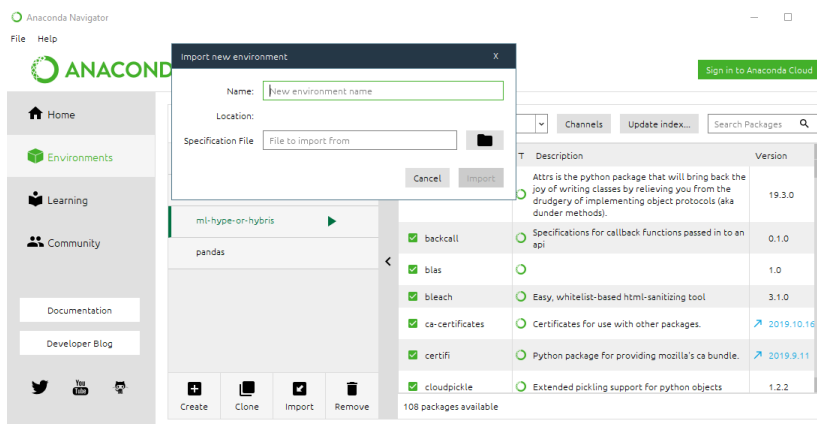 Anaconda Navigator
File Help
ANACOND
Sign in to Anaconda Cloud
Import new environment X
Name: New environment name
Location:
Specification File File to import from
Cancel Import
Home
Environments
Learning
Community
Documentation
Developer Blog
You
Tube
ml-hype-or-hybris
pandas
Create Clone Import Remove
Channels Update index... Search Packages
T Description Version
Attrs is the python package that will bring back the
joy of writing classes by relieving you from the
drudgery of implementing object protocols (aka
dunder methods).
19.3.0
backcall Specifications for callback functions passed in to an
api
0.1.0
blas 1.0
bleach Easy, whitelist-based html-sanitizing tool 3.1.0
ca-certificates Certificates for use with other packages. 2019.10.16
certifi Python package for providing mozilla's ca bundle. 2019.9.11
cloudpickle Extended pickling support for python objects 1.2.2
108 packages available